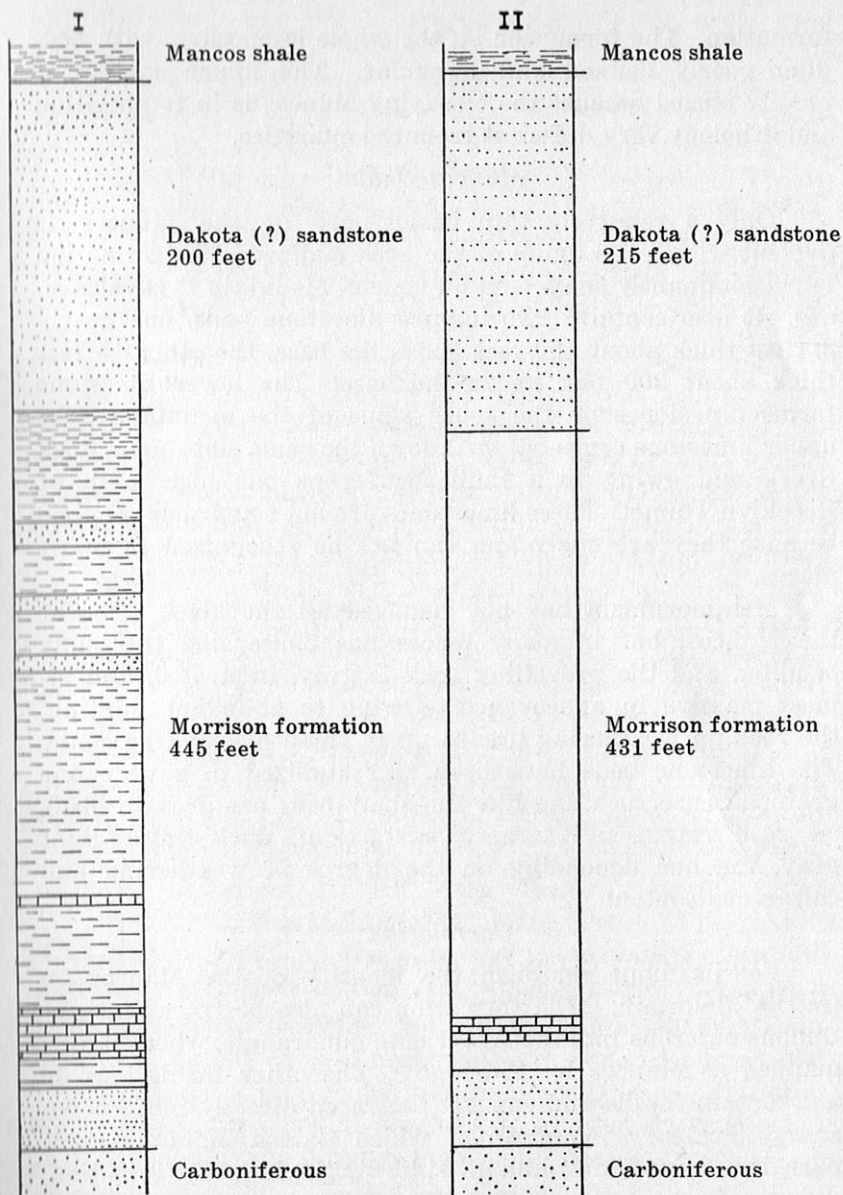 I
II
Mancos shale
Mancos shale
Dakota (?) sandstone
200 feet
Dakota (?) sandstone
215 feet
Morrison formation
445 feet
Morrison formation
431 feet
Carboniferous
Carboniferous